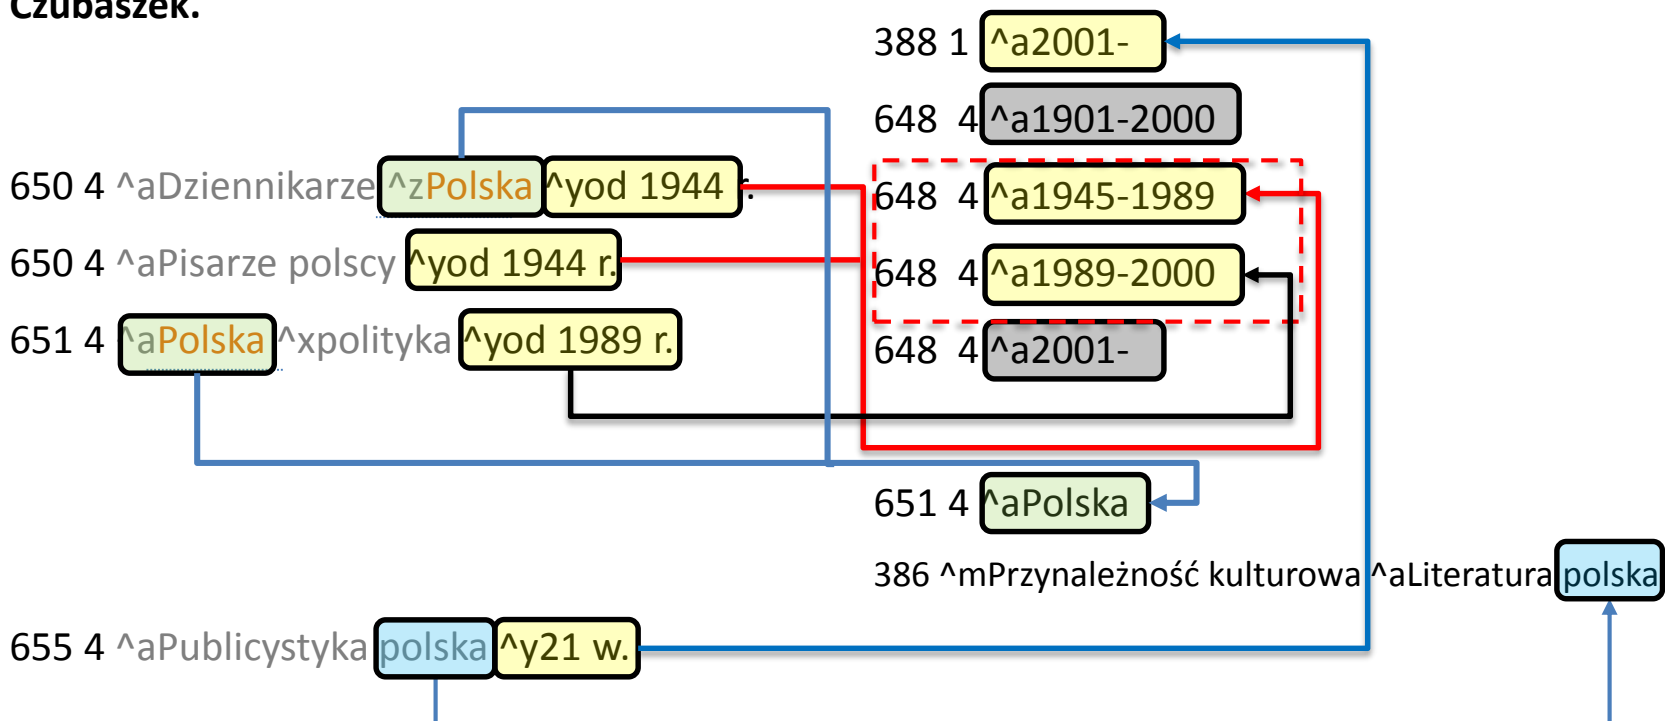 Czubaszek.
388 1 ^a2001-
648 4 ^a1901-2000
650 4 ^aDziennikarze ^zPolska ^yod 1944 r.
648 4 ^a1945-1989
650 4 ^aPisarze polscy ^yod 1944 r.
648 4 ^a1989-2000
651 4 ^aPolska ^xpolityka ^yod 1989 r.
648 4 ^a2001-
651 4 ^aPolska
386 ^mPrzynależność kulturowa ^aLiteratura polska
655 4 ^aPublicystyka polska ^y21 w.